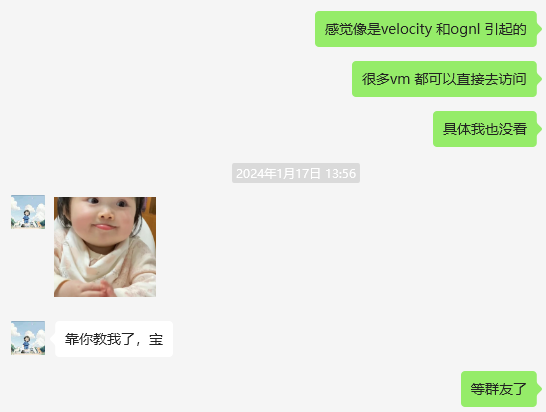 感觉像是velocity 和ognl 引起的
很多vm 都可以直接去访问
具体我也没看
2024年1月17日 13:56
靠你教我了，宝
等群友了